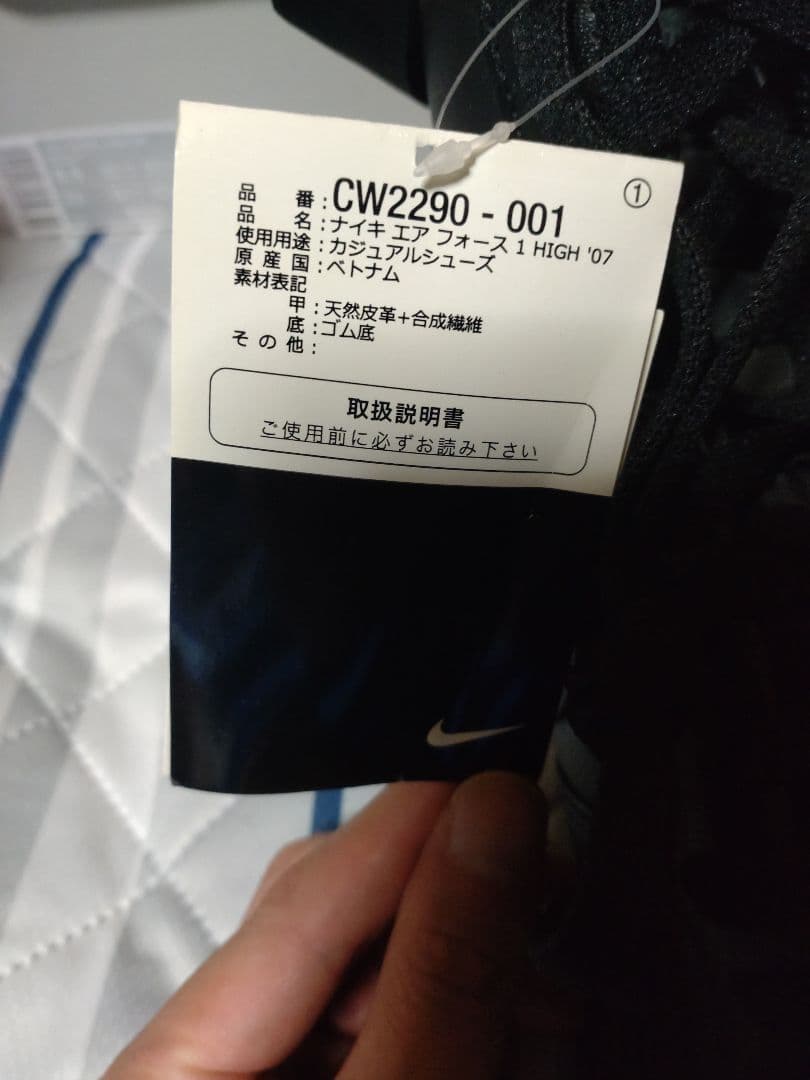 ①
品番：CW2290 - 001
品名：ナイキ エア フォース 1 HIGH '07
使用用途：カジュアルシューズ
原産国：ベトナム
素材表記
甲：天然皮革+合成繊維
底：ゴム底
その他：
取扱説明書
ご使用前に必ずお読み下さい